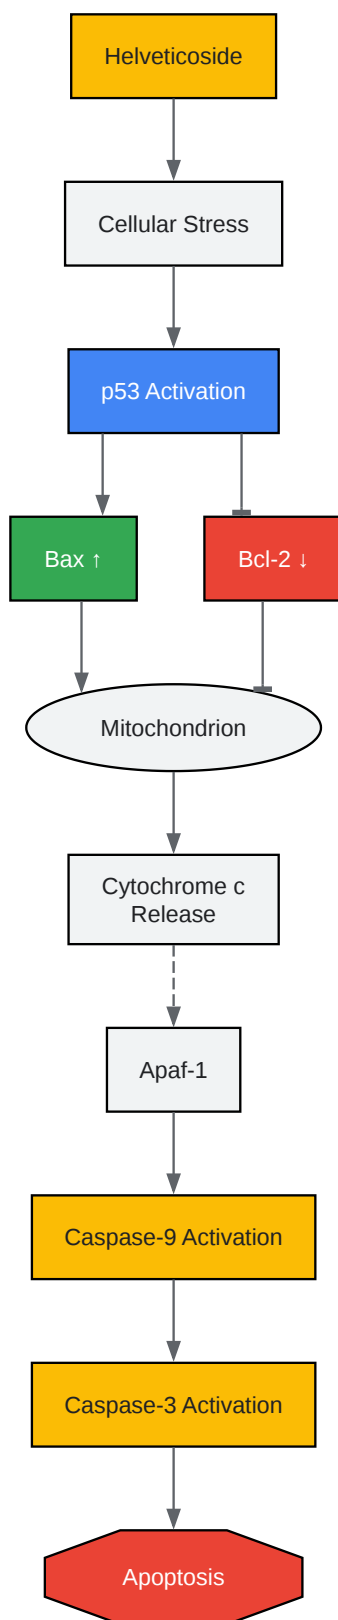 Helveticoside
Cellular Stress
p53 Activation
Bax ↑
Bcl-2 ↓
Mitochondrion
Cytochrome c
Release
Apaf-1
Caspase-9 Activation
Caspase-3 Activation
Apoptosis